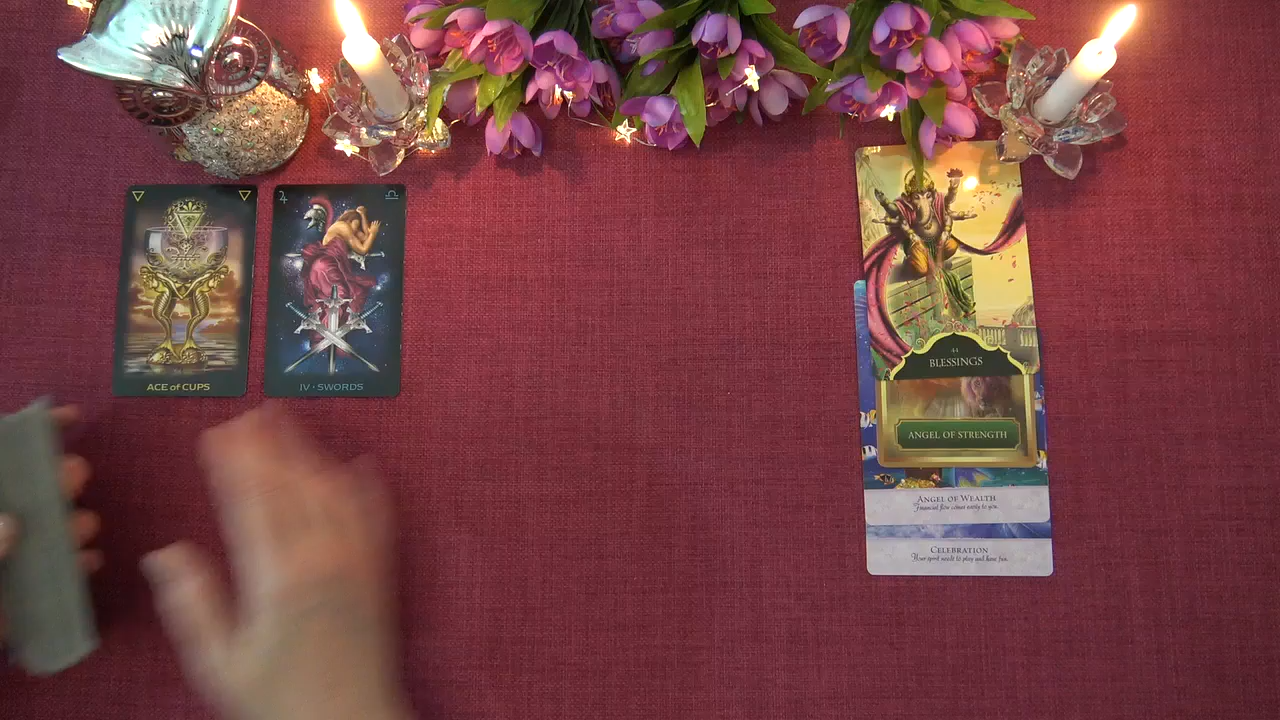 ACE of CUPS
IV • SWORDS
44
BLESSINGS
ANGEL OF STRENGTH
ANGEL OF WEALTH
Financial flow comes easily to you.
CELEBRATION
Your spirit needs to play and have fun.